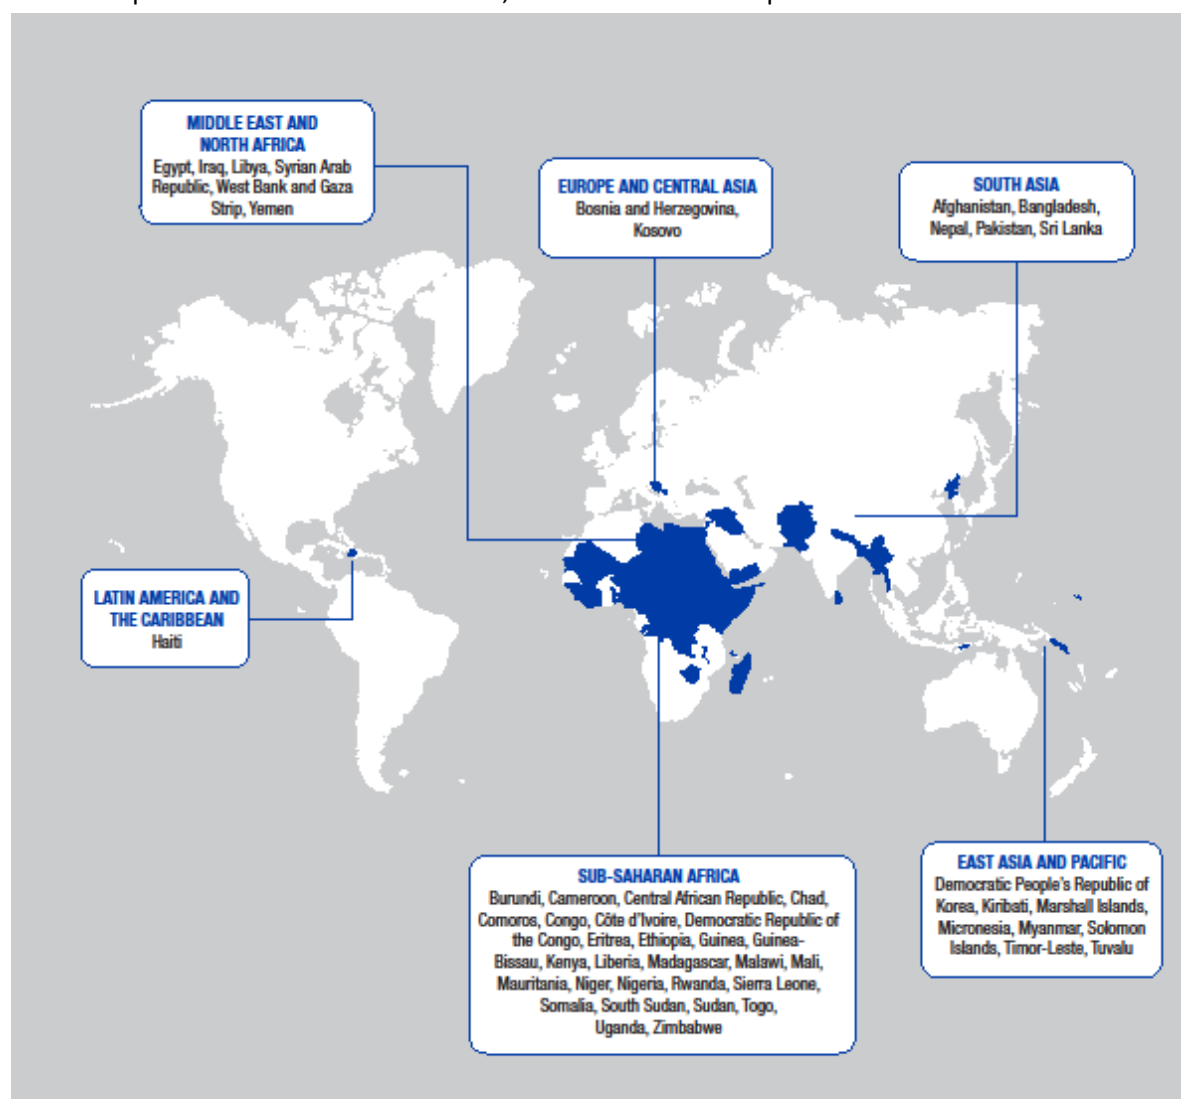 MIDDLE EAST AND
NORTH AFRICA
Egypt, Iraq, Libya, Syrian Arab
Republic, West Bank and Gaza
Strip, Yemen
EUROPE AND CENTRAL ASIA
Bosnia and Herzegovina,
Kosovo
SOUTH ASIA
Afghanistan, Bangladesh,
Nepal, Pakistan, Sri Lanka
LATIN AMERICA AND
THE CARIBBEAN
Haiti
SUB-SAHARAN AFRICA
Burundi, Cameroon, Central African Republic, Chad,
Comoros, Congo, Côte d'Ivoire, Democratic Republic of
the Congo, Eritrea, Ethiopia, Guinea, Guinea-
Bissau, Kenya, Liberia, Madagascar, Malawi, Mali,
Mauritania, Niger, Nigeria, Rwanda, Sierra Leone,
Somalia, South Sudan, Sudan, Togo,
Uganda, Zimbabwe
EAST ASIA AND PACIFIC
Democratic People's Republic of
Korea, Kiribati, Marshall Islands,
Micronesia, Myanmar, Solomon
Islands, Timor-Leste, Tuvalu